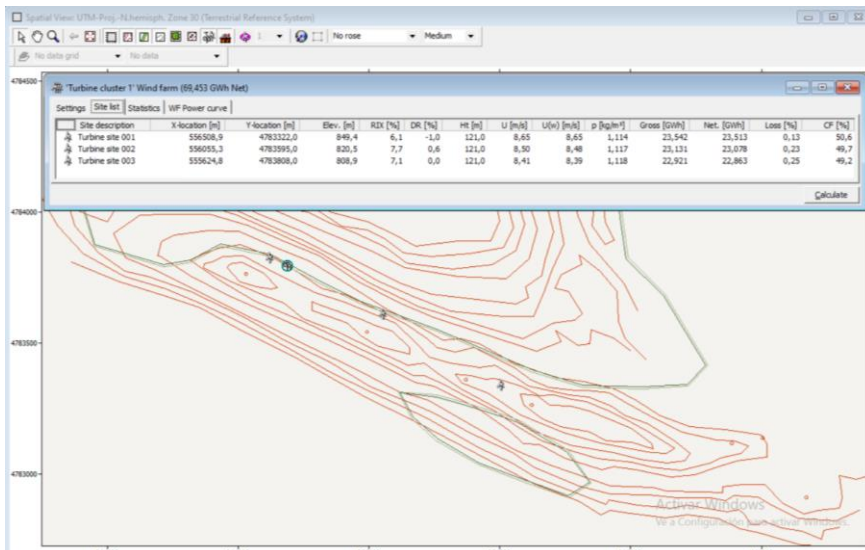 Spatial View: UTM-Proj.-N.hemisph. Zone 30 (Terrestrial Reference System)
No rose Medium
No data grid No data
4784500
'Turbine cluster 1' Wind farm (69,453 GWh Net)
Settings Site list Statistics WF Power curve
Site description X-location [m] Y-location [m] Elev. [m] RIX [%] DR [%] Ht [m] U [m/s] U(w) [m/s] ρ [kg/m³] Gross [GWh] Net. [GWh] Loss [%] CF [%]
Turbine site 001 556508,9 4783322,0 849,4 6,1 -1,0 121,0 8,65 8,65 1,114 23,542 23,513 0,13 50,6
Turbine site 002 556055,3 4783595,0 820,5 7,7 0,6 121,0 8,50 8,48 1,117 23,131 23,078 0,23 49,7
Turbine site 003 555624,8 4783808,0 808,9 7,1 0,0 121,0 8,41 8,39 1,118 22,921 22,863 0,25 49,2
Calculate
4784000
4783500
4783000
Activar Windows
Ve a Configuración para activar Windows.